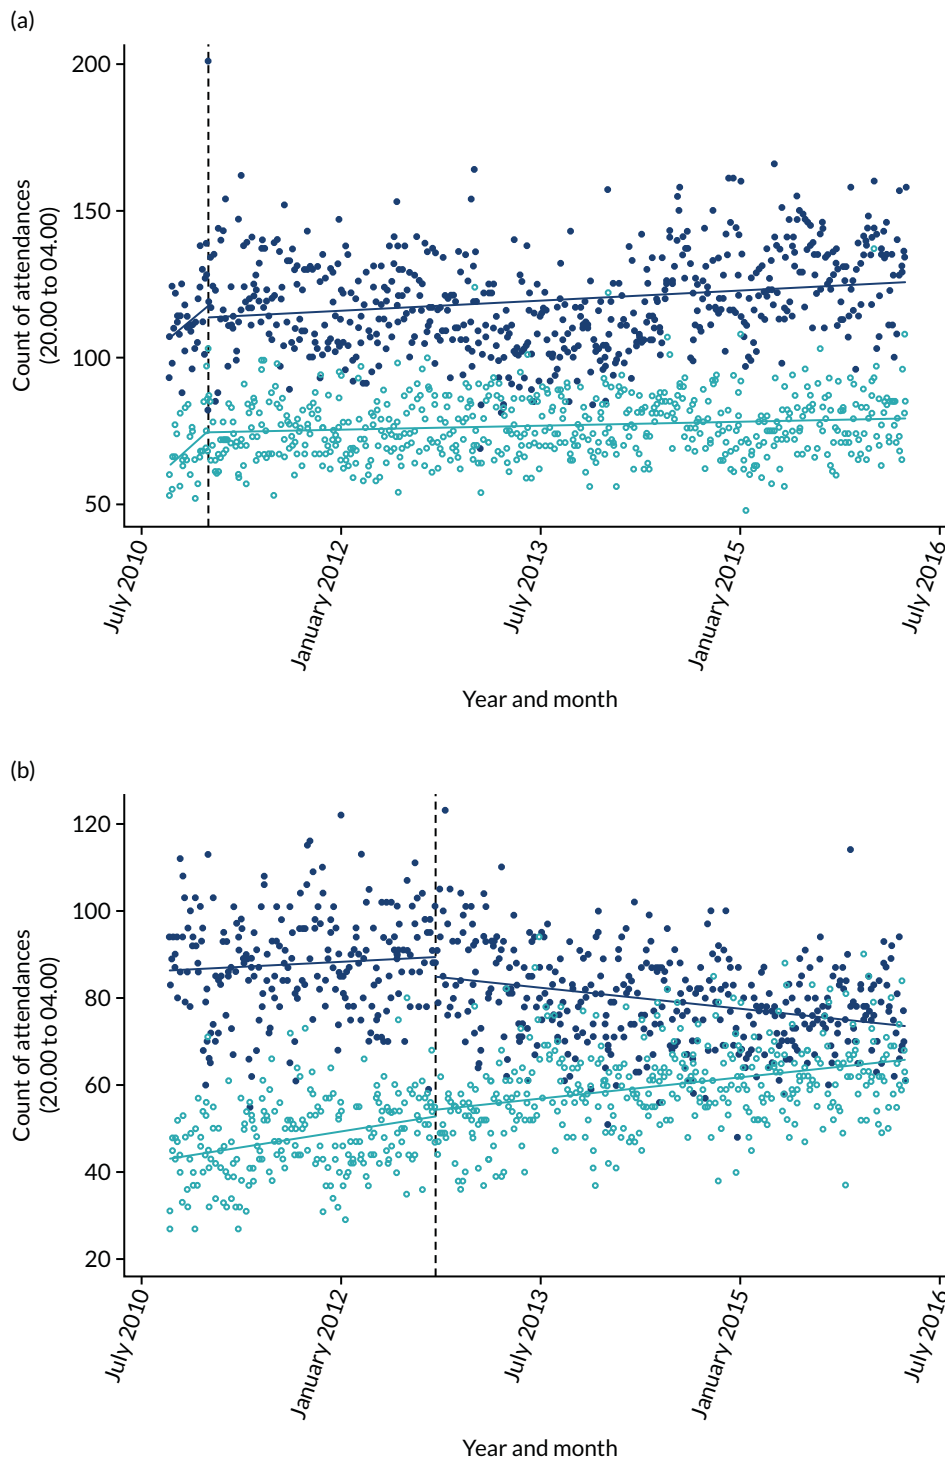 (a)
200
150
100
50
Count of attendances
(20.00 to 04.00)
July 2010
January 2012
July 2013
January 2015
July 2016
Year and month
(b)
120
100
80
60
40
20
Count of attendances
(20.00 to 04.00)
July 2010
January 2012
July 2013
January 2015
July 2016
Year and month